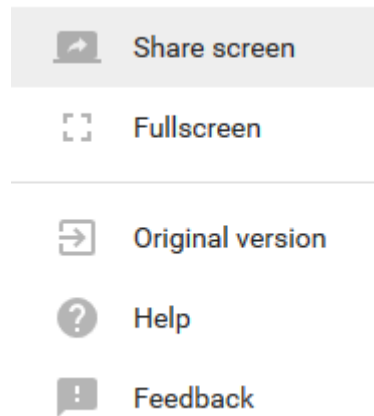 Share screen
Fullscreen
Original version
Help
Feedback